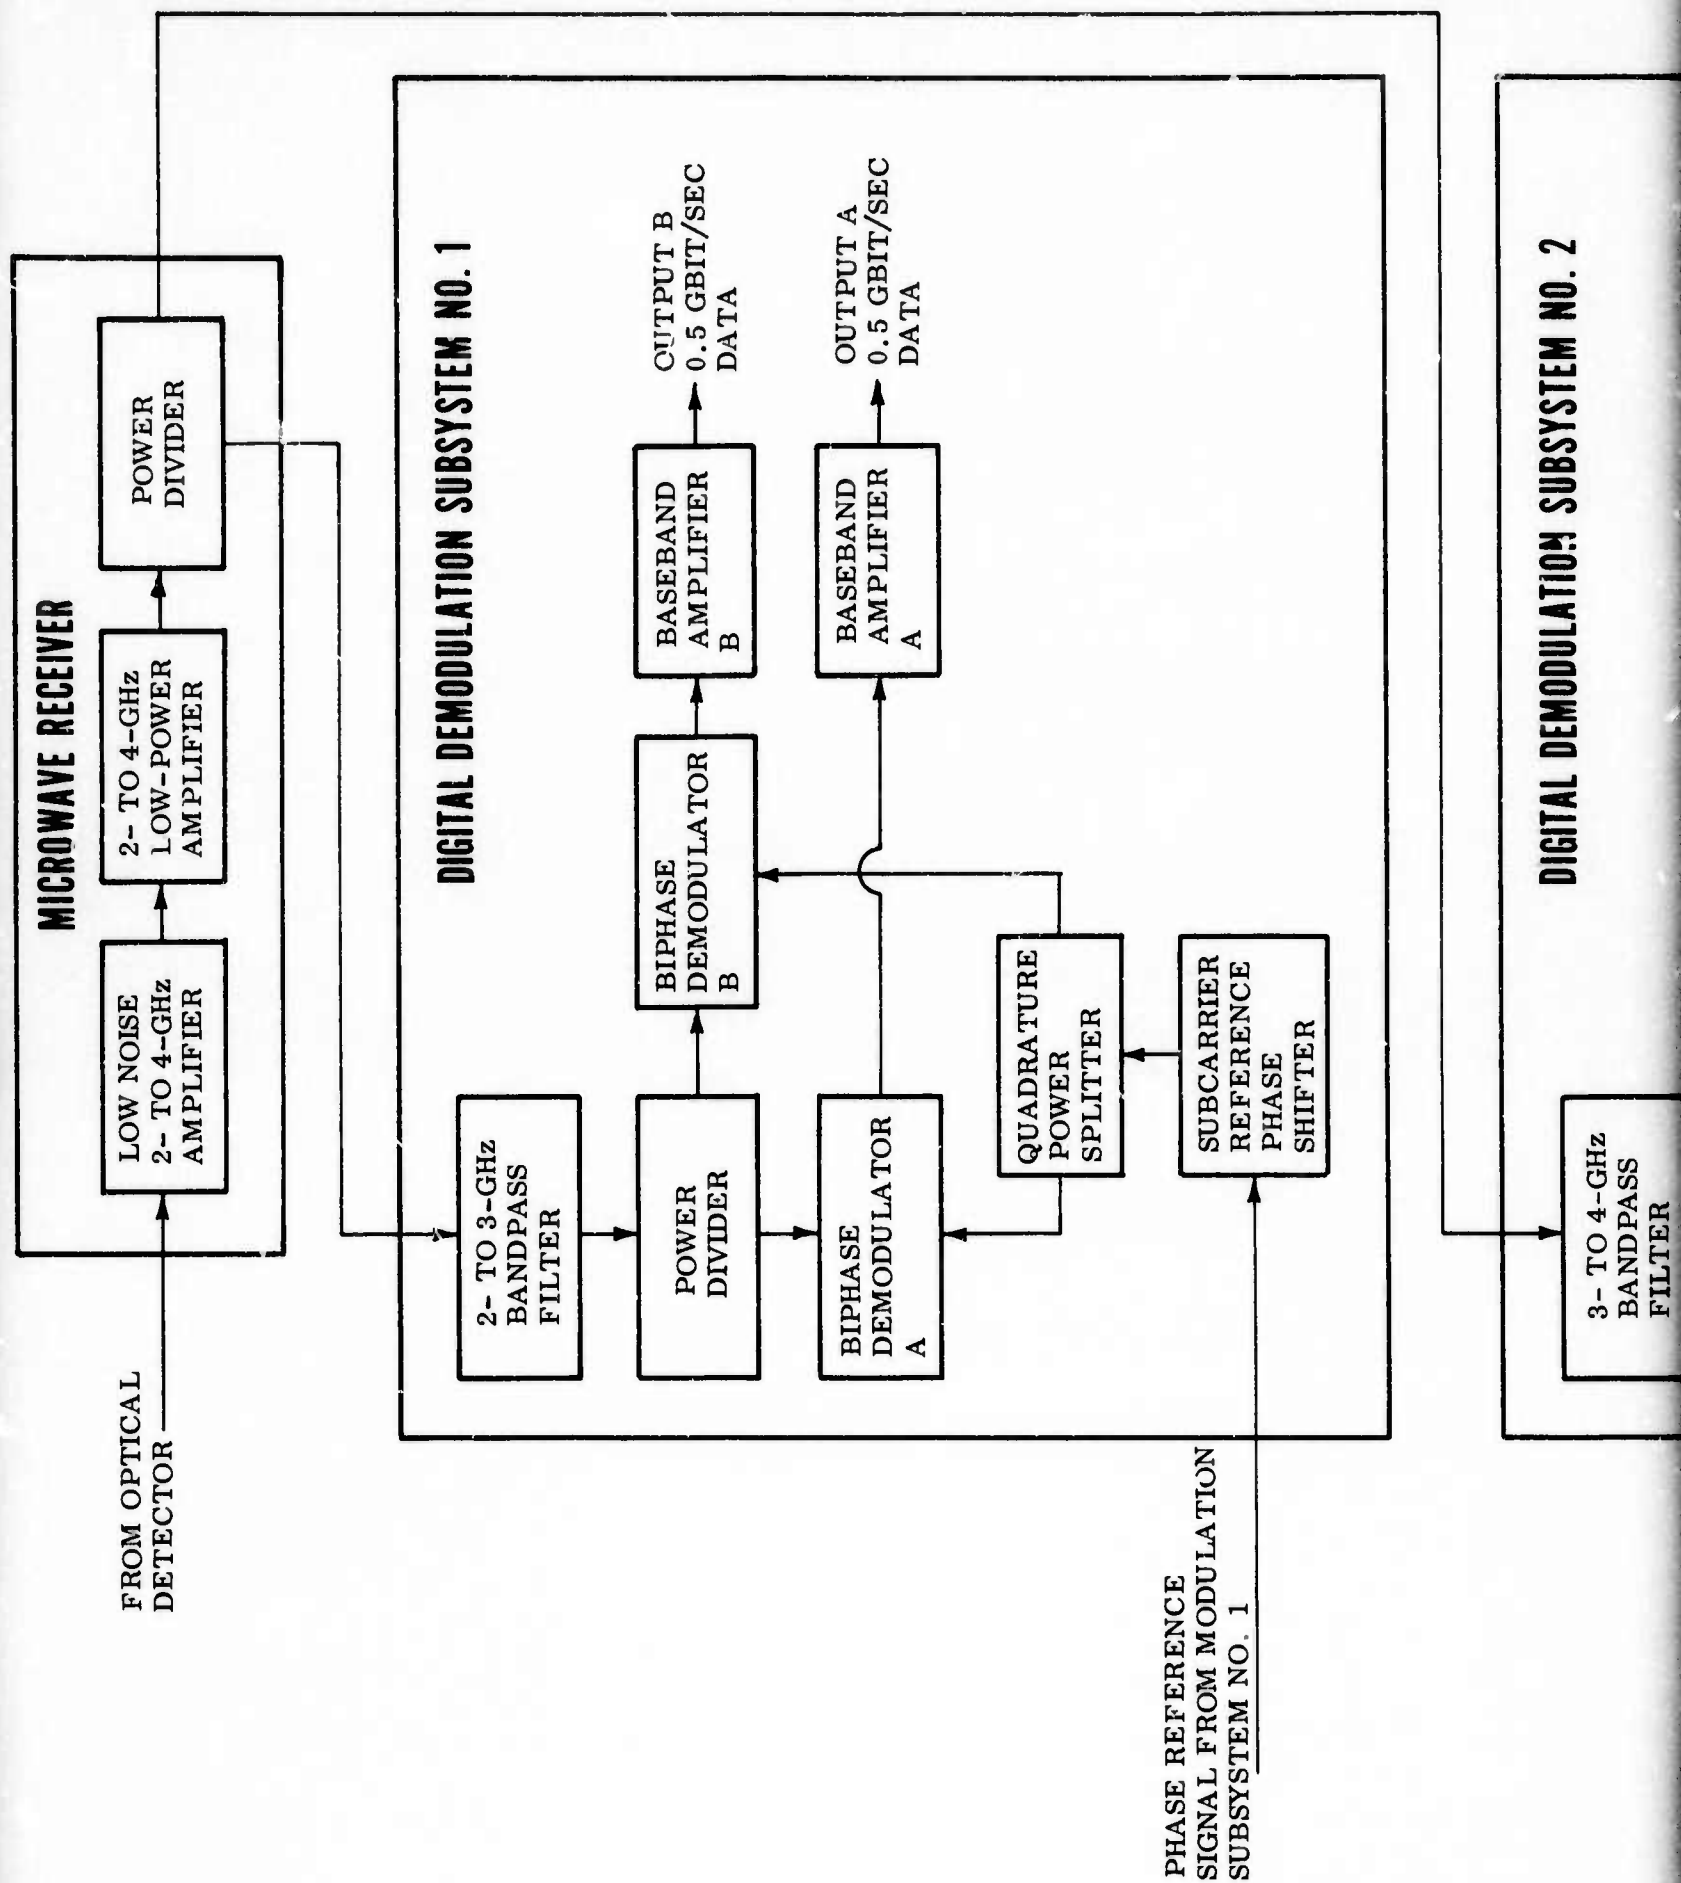 MICROWAVE RECEIVER
FROM OPTICAL
DETECTOR
LOW NOISE
2- TO 4-GHz
AMPLIFIER
2- TO 4-GHz
LOW-POWER
AMPLIFIER
POWER
DIVIDER
DIGITAL DEMODULATION SUBSYSTEM NO. 1
2- TO 3-GHz
BANDPASS
FILTER
POWER
DIVIDER
BIPHASE
DEMODULATOR
B
BASEBAND
AMPLIFIER
B
OUTPUT B
0.5 GBIT/SEC
DATA
BIPHASE
DEMODULATOR
A
BASEBAND
AMPLIFIER
A
OUTPUT A
0.5 GBIT/SEC
DATA
QUADRATURE
POWER
SPLITTER
SUBCARRIER
REFERENCE
PHASE
SHIFTER
PHASE REFERENCE
SIGNAL FROM MODULATION
SUBSYSTEM NO. 1
DIGITAL DEMODULATION SUBSYSTEM NO. 2
3- TO 4-GHz
BANDPASS
FILTER